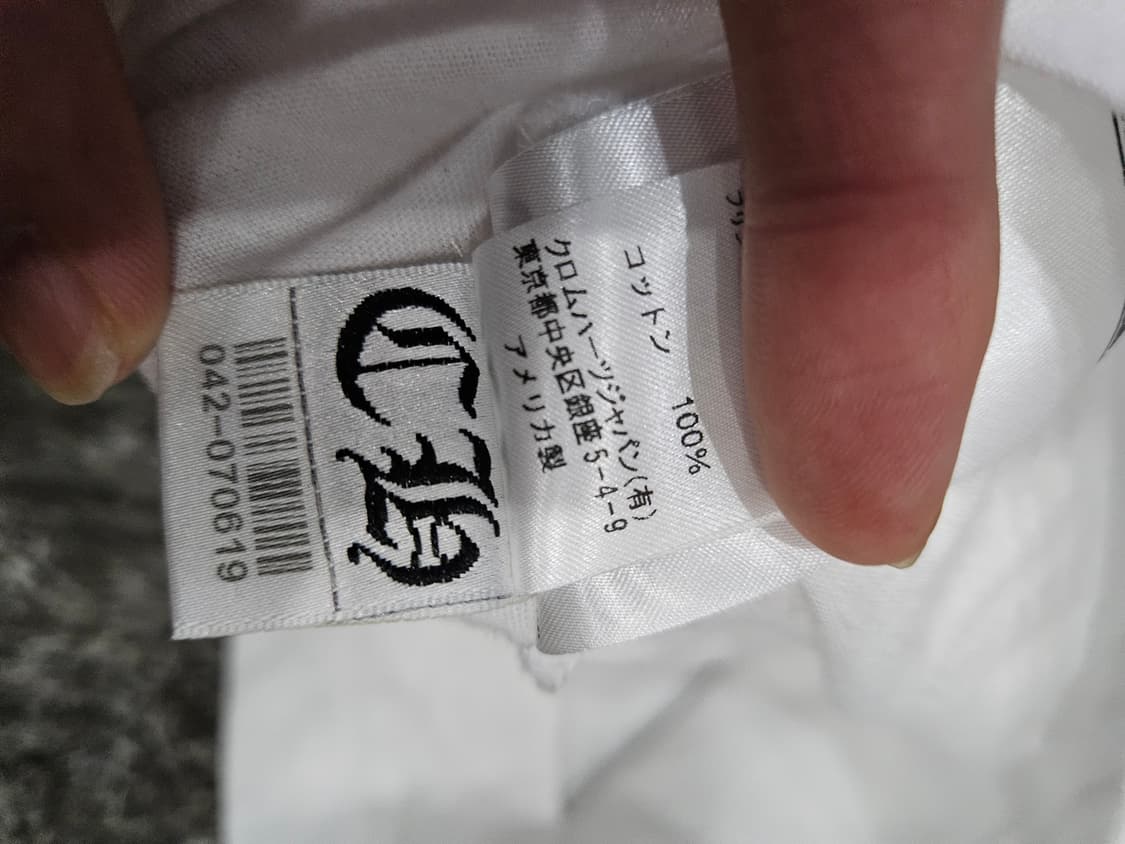 コットン 100%
クロムハーツジャパン(有)
東京都中央区銀座5-4-9
アメリカ製
CH
042-070619